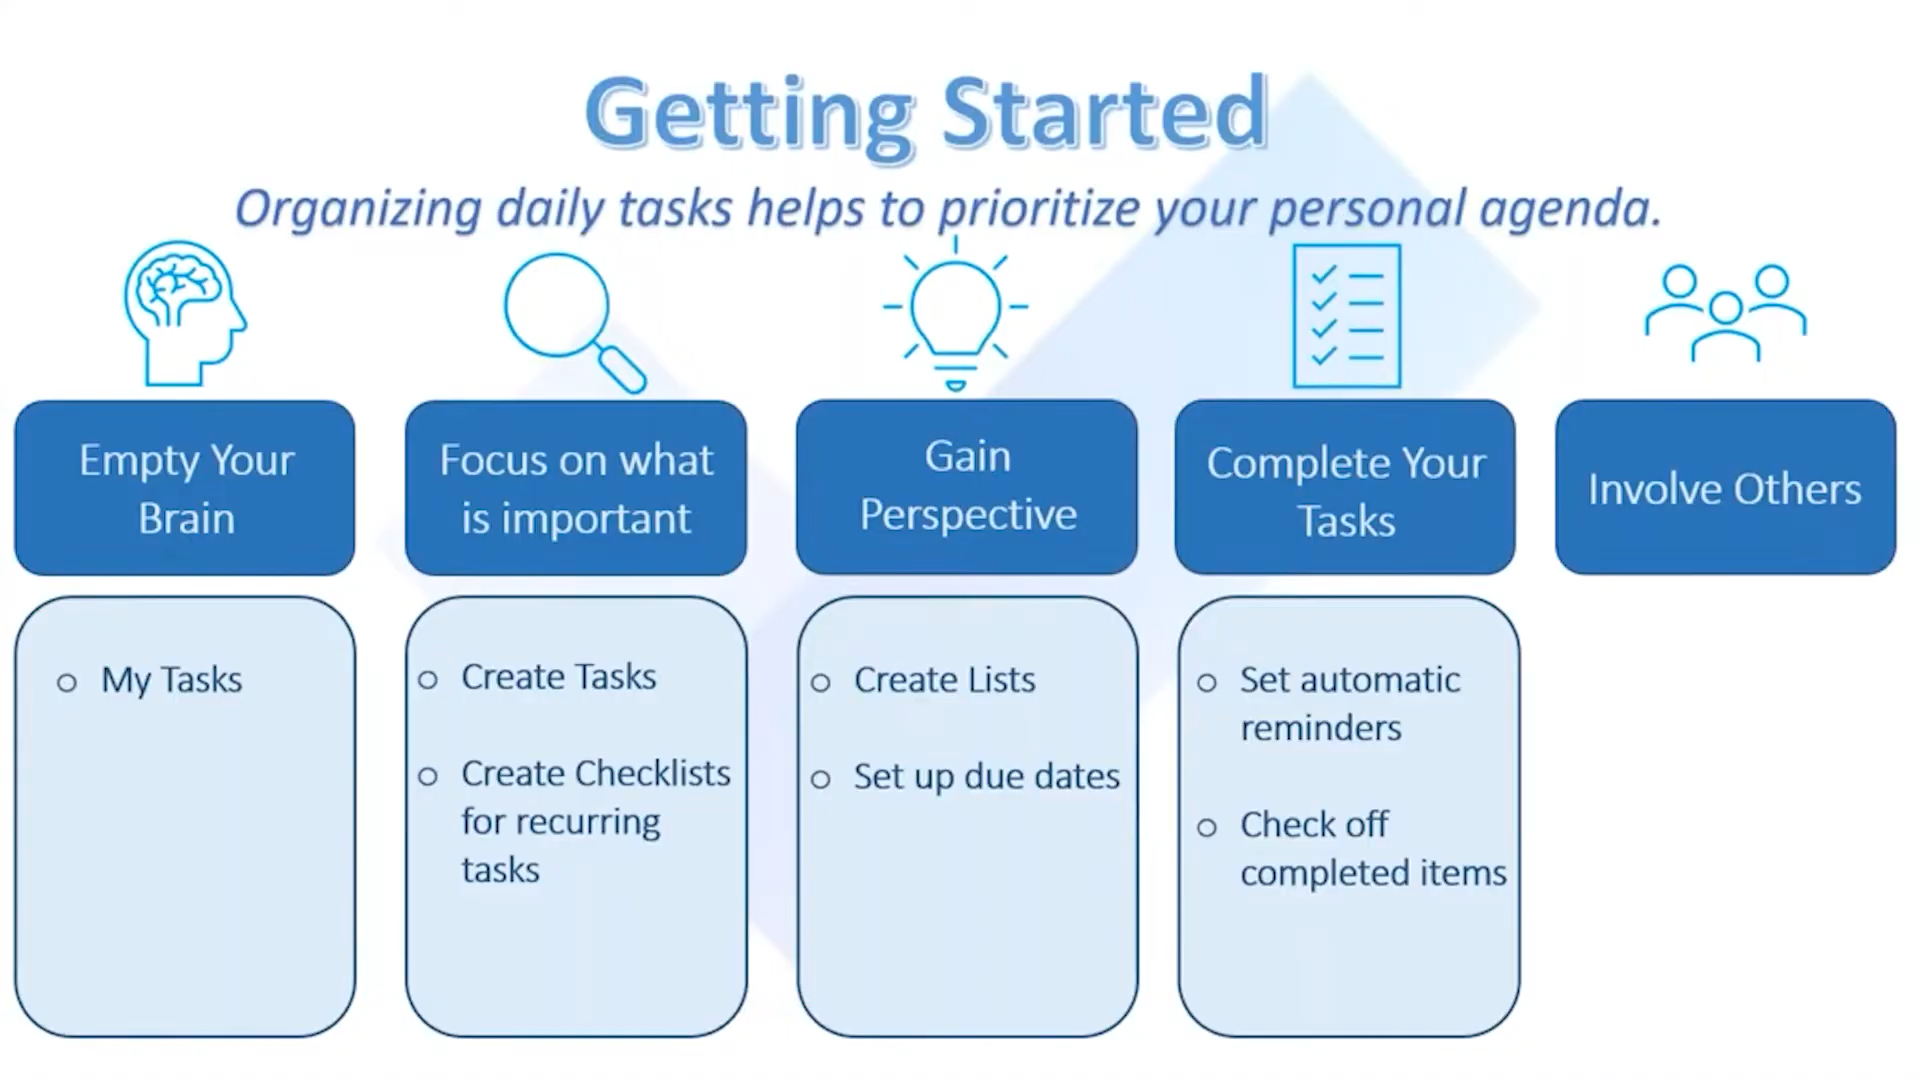 Getting Started
Organizing daily tasks helps to prioritize your personal agenda.
Empty Your
Brain
Focus on what
is important
Gain
Perspective
Complete Your
Tasks
Involve Others
o My Tasks
o Create Tasks
o Create Checklists
for recurring
tasks
o Create Lists
o Set up due dates
o Set automatic
reminders
o Check off
completed items